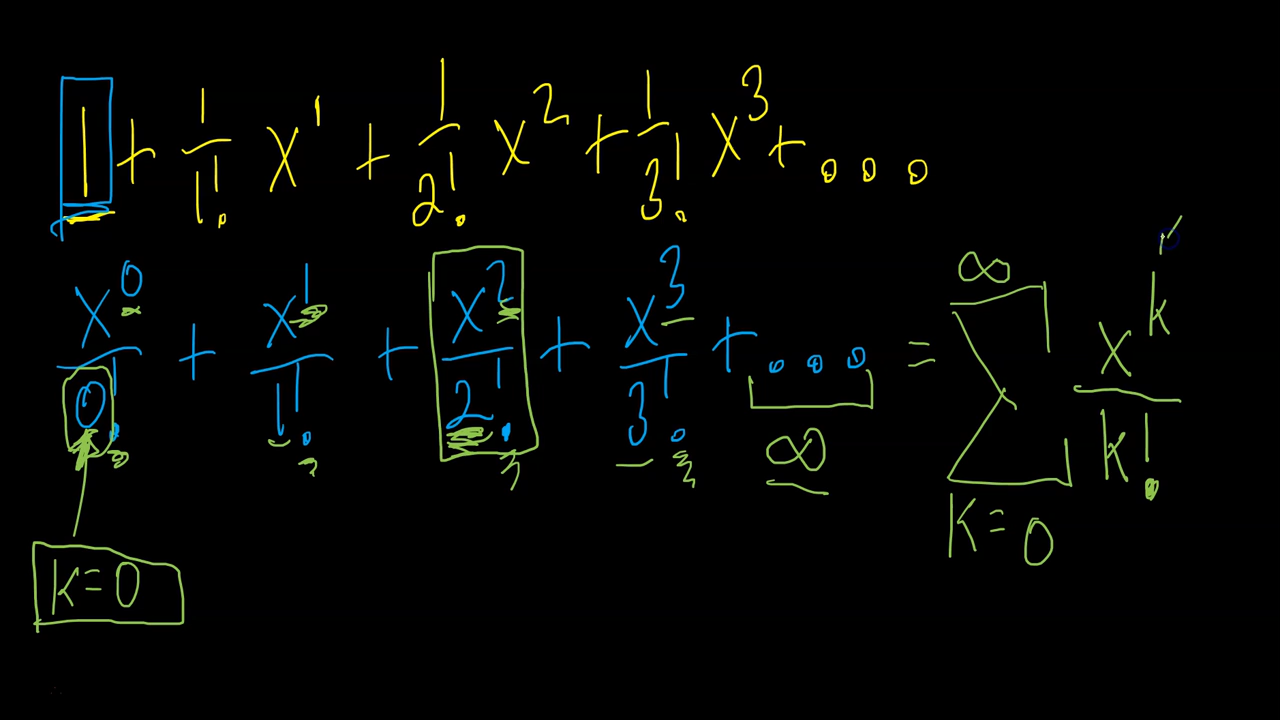 1 + 1/1! x^1 + 1/2! x^2 + 1/3! x^3 + ...
x^0/0! + x^1/1! + x^2/2! + x^3/3! + ... = ∞ Σ k=0 x^k/k!
∞
k=0